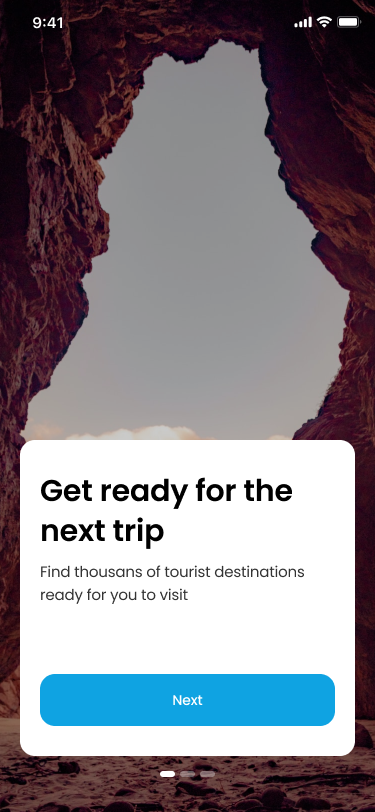 9:41
Get ready for the
next trip
Find thousans of tourist destinations
ready for you to visit
Next